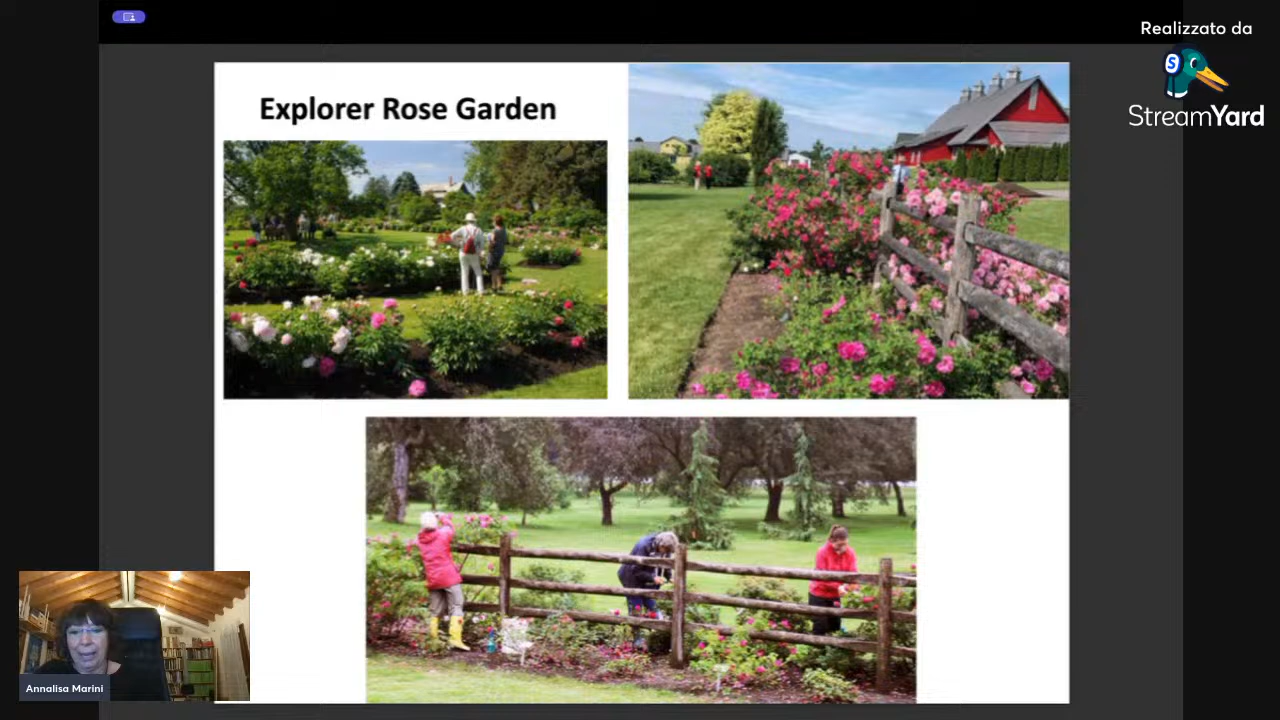 Realizzato da
S
StreamYard
Explorer Rose Garden
Annalisa Marini